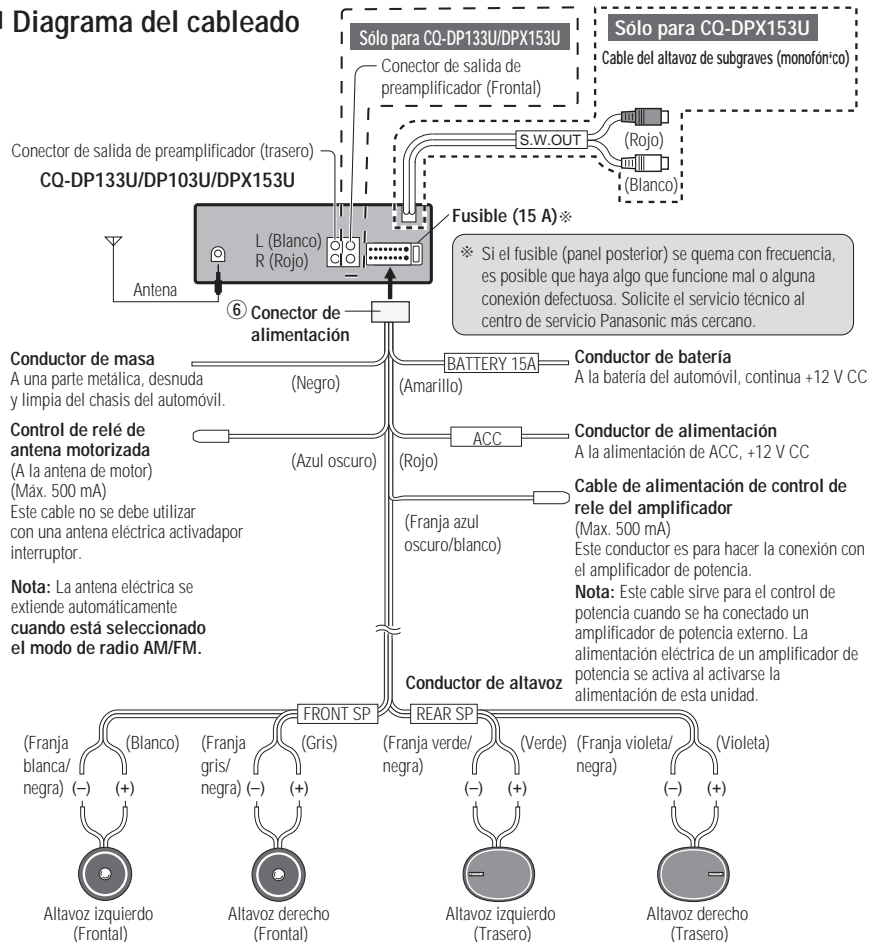 Diagrama del cableado
Sólo para CQ-DP133U/DPX153U
Conector de salida de
preamplificador (Frontal)
Sólo para CQ-DPX153U
Cable del altavoz de subgraves (monofónico)
S.W.OUT
(Rojo)
(Blanco)
Conector de salida de preamplificador (trasero)
CQ-DP133U/DP103U/DPX153U
L (Blanco)
R (Rojo)
Fusible (15 A)※
※ Si el fusible (panel posterior) se quema con frecuencia,
es posible que haya algo que funcione mal o alguna
conexión defectuosa. Solicite el servicio técnico al
centro de servicio Panasonic más cercano.
Antena
⑥ Conector de
alimentación
Conductor de masa
A una parte metálica, desnuda
y limpia del chasis del automóvil.
(Negro)
(Amarillo)
BATTERY 15A
Conductor de batería
A la batería del automóvil, continua +12 V CC
Control de relé de
antena motorizada
(A la antena de motor)
(Máx. 500 mA)
Este cable no se debe utilizar
con una antena eléctrica activadapor
interruptor.
(Azul oscuro)
(Rojo)
ACC
Conductor de alimentación
A la alimentación de ACC, +12 V CC
Nota: La antena eléctrica se
extiende automáticamente
cuando está seleccionado
el modo de radio AM/FM.
(Franja azul
oscuro/blanco)
Cable de alimentación de control de
rele del amplificador
(Max. 500 mA)
Este conductor es para hacer la conexión con
el amplificador de potencia.
Nota: Este cable sirve para el control de
potencia cuando se ha conectado un
amplificador de potencia externo. La
alimentación eléctrica de un amplificador de
potencia se activa al activarse la
alimentación de esta unidad.
Conductor de altavoz
FRONT SP
REAR SP
(Franja
blanca/
negra)
(Blanco)
(Franja
gris/
negra)
(Gris)
(Franja verde/
negra)
(Verde)
(Franja violeta/
negra)
(Violeta)
(–) (+)
(–) (+)
(–) (+)
(–) (+)
Altavoz izquierdo
(Frontal)
Altavoz derecho
(Frontal)
Altavoz izquierdo
(Trasero)
Altavoz derecho
(Trasero)